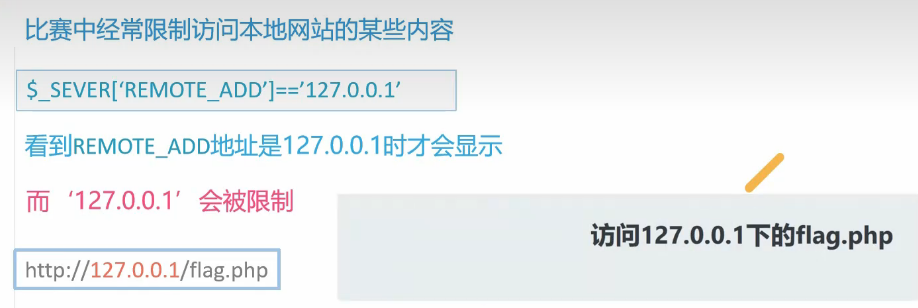 比赛中经常限制访问本地网站的某些内容
$_SEVER['REMOTE_ADD']=='127.0.0.1'
看到REMOTE_ADD地址是127.0.0.1时才会显示
而‘127.0.0.1’会被限制
访问127.0.0.1下的flag.php
http://127.0.0.1/flag.php